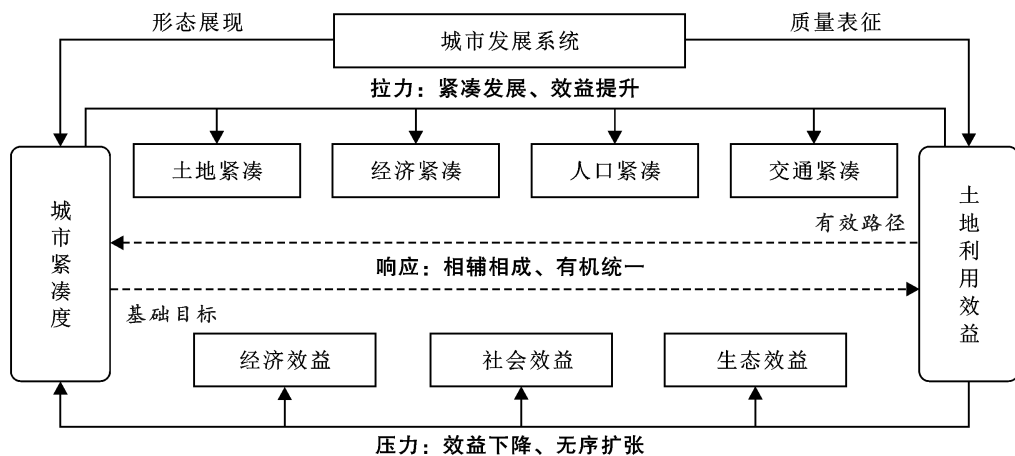 形态展现
城市发展系统
质量表征
拉力：紧凑发展、效益提升
土地紧凑
经济紧凑
人口紧凑
交通紧凑
城市紧凑度
土地利用效益
有效路径
响应：相辅相成、有机统一
基础目标
经济效益
社会效益
生态效益
压力：效益下降、无序扩张